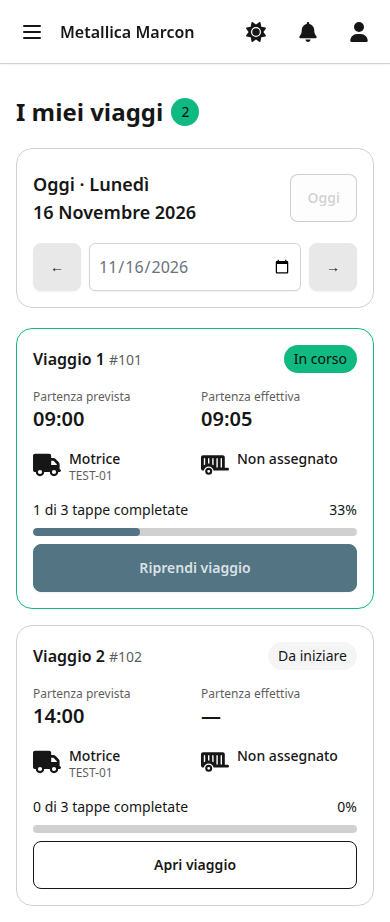 Metallica Marcon
I miei viaggi 2
Oggi · Lunedì
16 Novembre 2026
Oggi
←
11/16/2026
→
Viaggio 1 #101
In corso
Partenza prevista
Partenza effettiva
09:00
09:05
Motrice
TEST-01
Non assegnato
1 di 3 tappe completate
33%
Riprendi viaggio
Viaggio 2 #102
Da iniziare
Partenza prevista
Partenza effettiva
14:00
—
Motrice
TEST-01
Non assegnato
0 di 3 tappe completate
0%
Apri viaggio